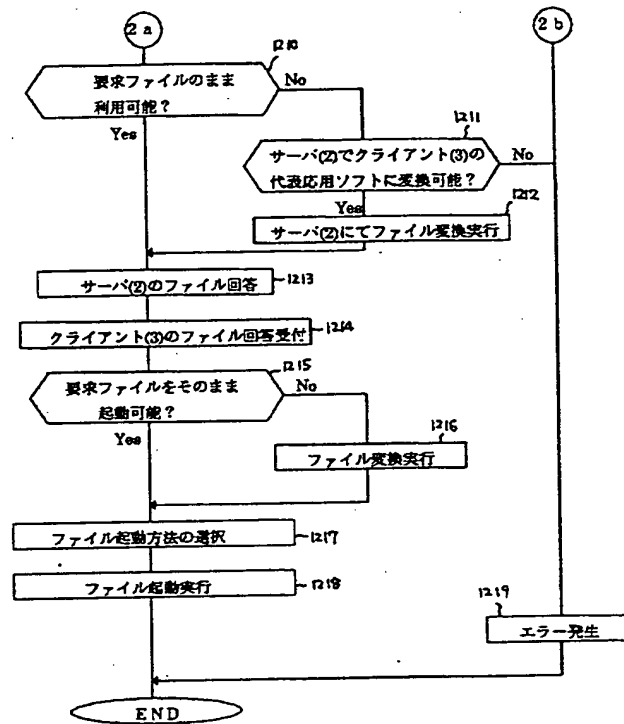 2a
2b
1210
要求ファイルのまま
利用可能？
No
Yes
1211
サーバ(2)でクライアント(3)の
代表応用ソフトに変換可能？
No
Yes
1212
サーバ(2)にてファイル変換実行
サーバ(2)のファイル回答
1213
クライアント(3)のファイル回答受付
1214
1215
要求ファイルをそのまま
起動可能？
No
Yes
1216
ファイル変換実行
ファイル起動方法の選択
1217
ファイル起動実行
1218
1219
エラー発生
END